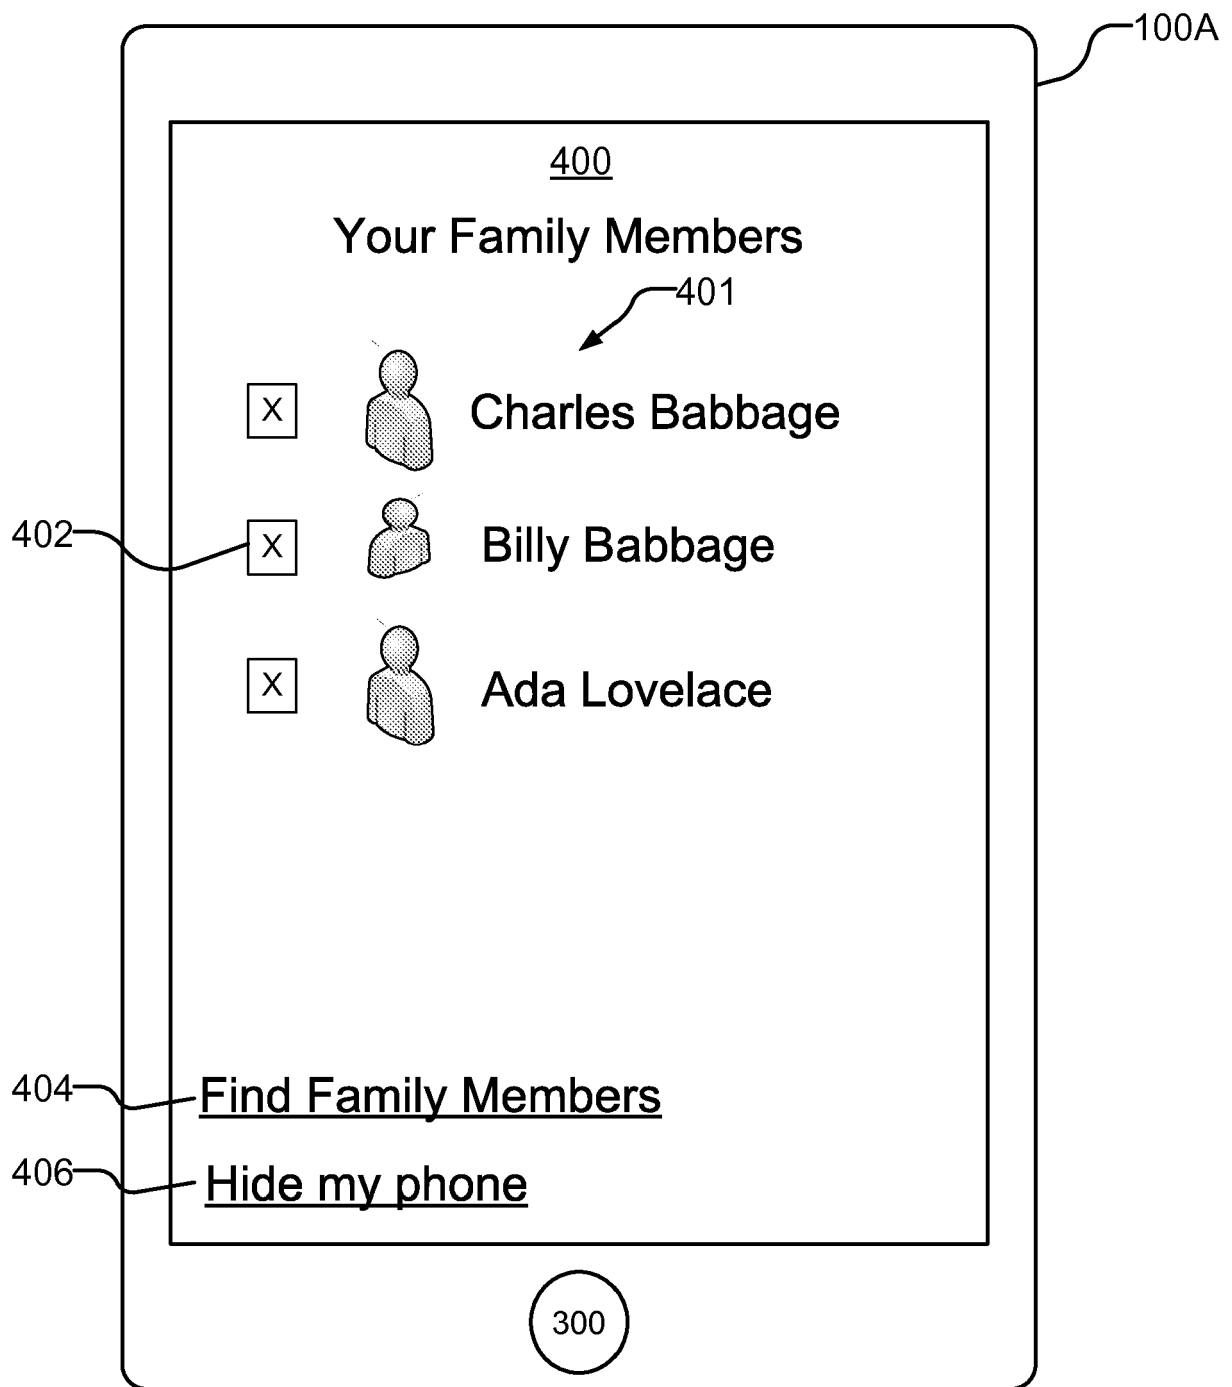 100A
400
Your Family Members
401
X Charles Babbage
402 X Billy Babbage
X Ada Lovelace
404 Find Family Members
406 Hide my phone
300